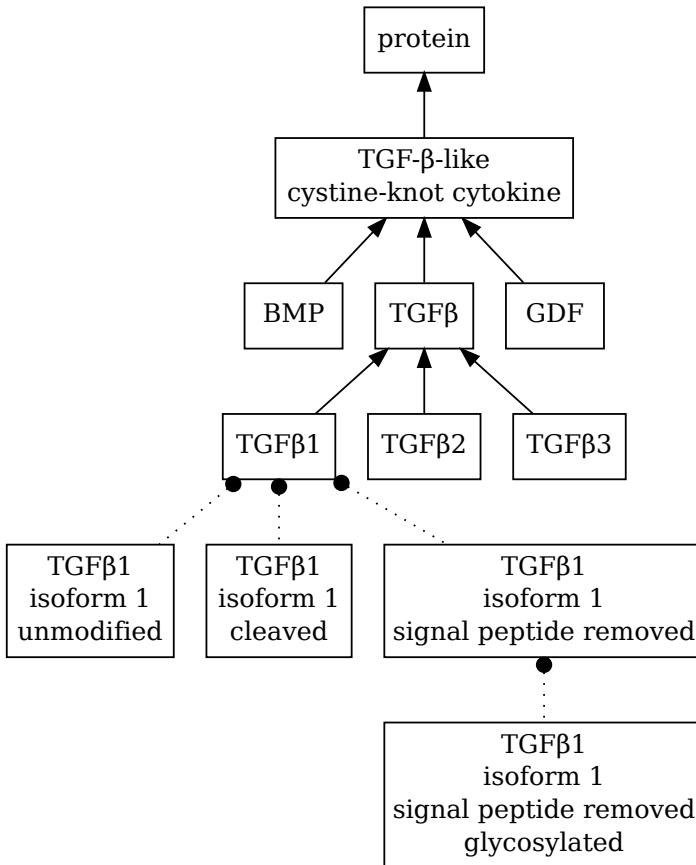 protein
TGF-β-like
cystine-knot cytokine
BMP
TGFβ
GDF
TGFβ1
TGFβ2
TGFβ3
TGFβ1
isoform 1
unmodified
TGFβ1
isoform 1
cleaved
TGFβ1
isoform 1
signal peptide removed
TGFβ1
isoform 1
signal peptide removed
glycosylated